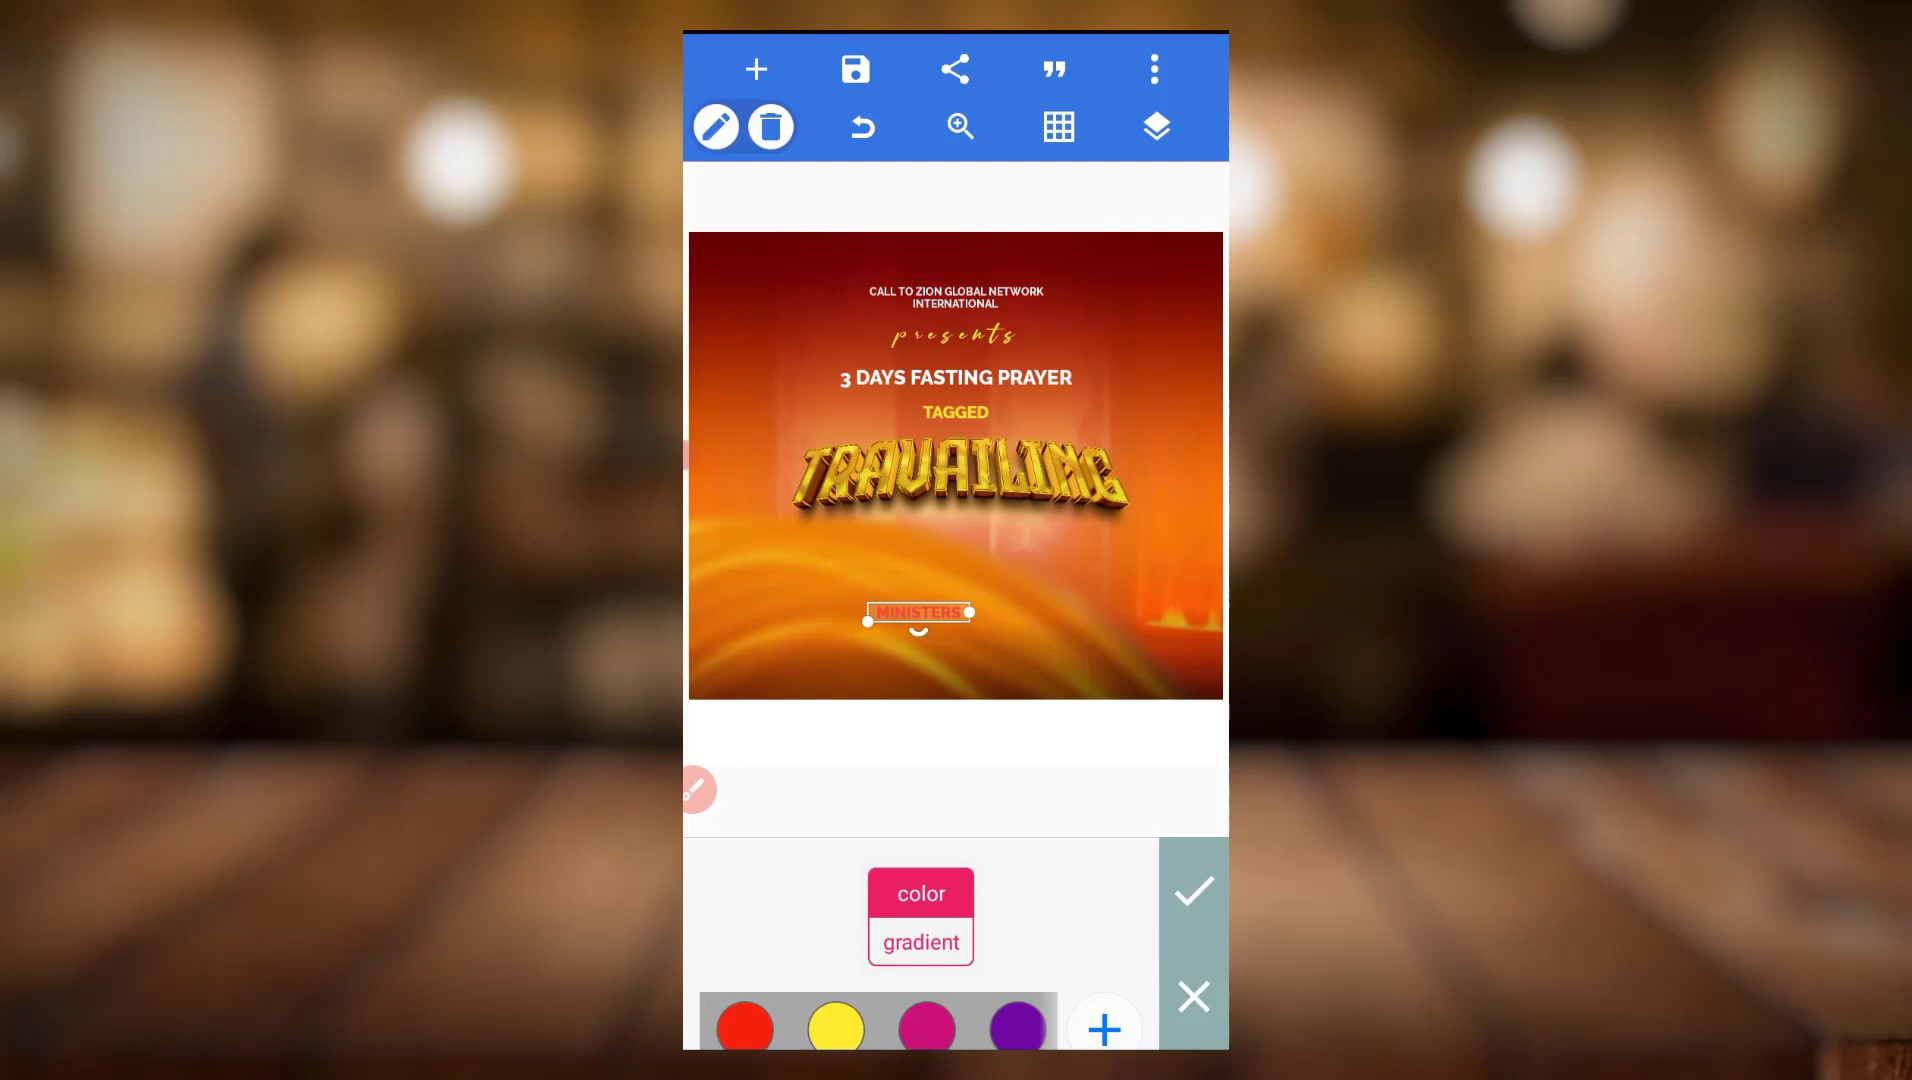 CALL TO ZION GLOBAL NETWORK
INTERNATIONAL
presents
3 DAYS FASTING PRAYER
TAGGED
TRAVAILING
MINISTERS
color
gradient